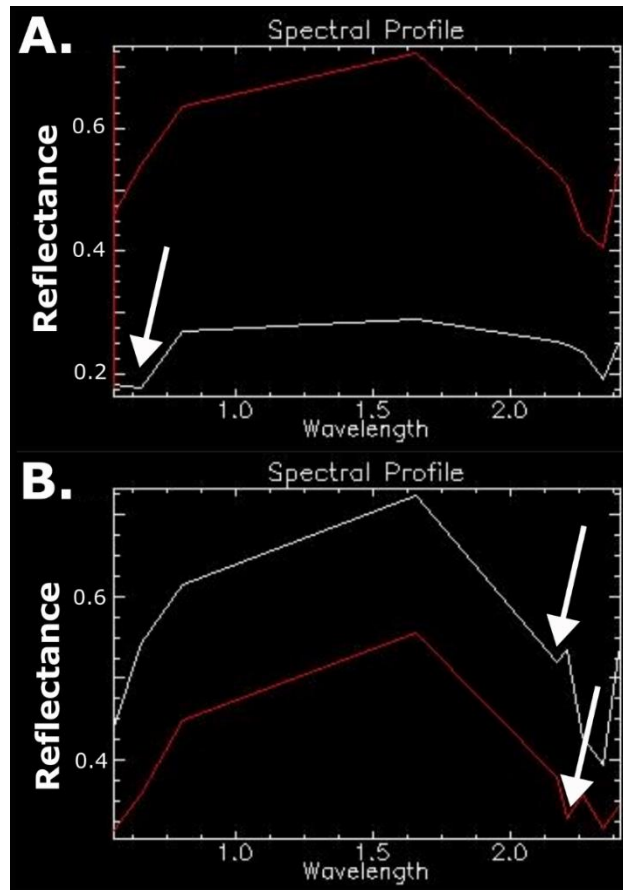 A.
Spectral Profile
Reflectance
0.6
0.4
0.2
1.0 1.5 2.0
Wavelength
B.
Spectral Profile
Reflectance
0.6
0.4
1.0 1.5 2.0
Wavelength